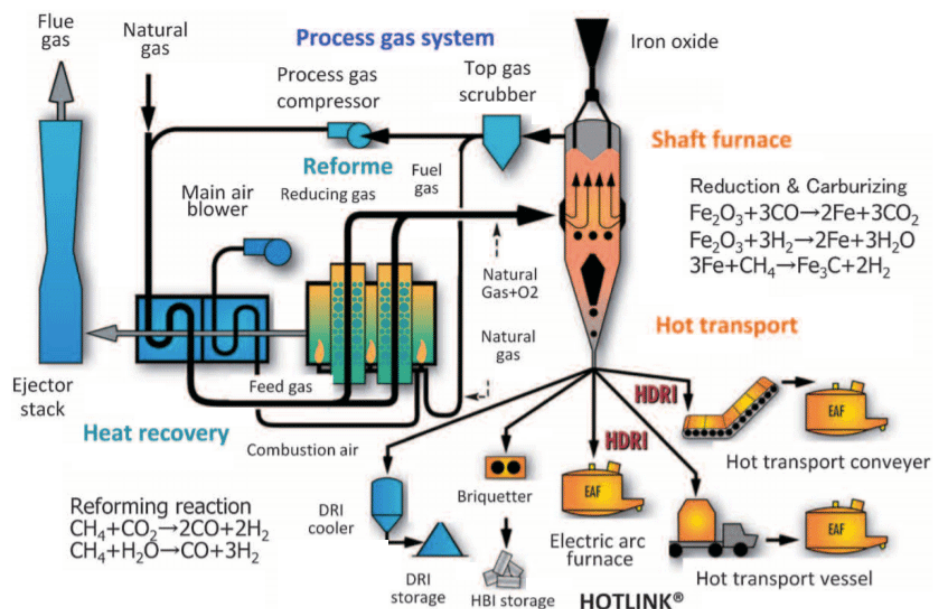 Flue
gas
Natural
gas
Process gas system
Iron oxide
Process gas
compressor
Top gas
scrubber
Shaft furnace
Reforme
Reducing gas
Fuel
gas
Main air
blower
Reduction & Carburizing
Fe₂O₃+3CO→2Fe+3CO₂
Fe₂O₃+3H₂→2Fe+3H₂O
3Fe+CH₄→Fe₃C+2H₂
Natural
Gas+O2
Hot transport
Natural
gas
Ejector
stack
Feed gas
Heat recovery
Combustion air
HDRI
EAF
HDRI
Hot transport conveyer
Reforming reaction
CH₄+CO₂→2CO+2H₂
CH₄+H₂O→CO+3H₂
DRI
cooler
Briquetter
EAF
Electric arc
furnace
EAF
Hot transport vessel
DRI
storage
HBI storage
HOTLINK®